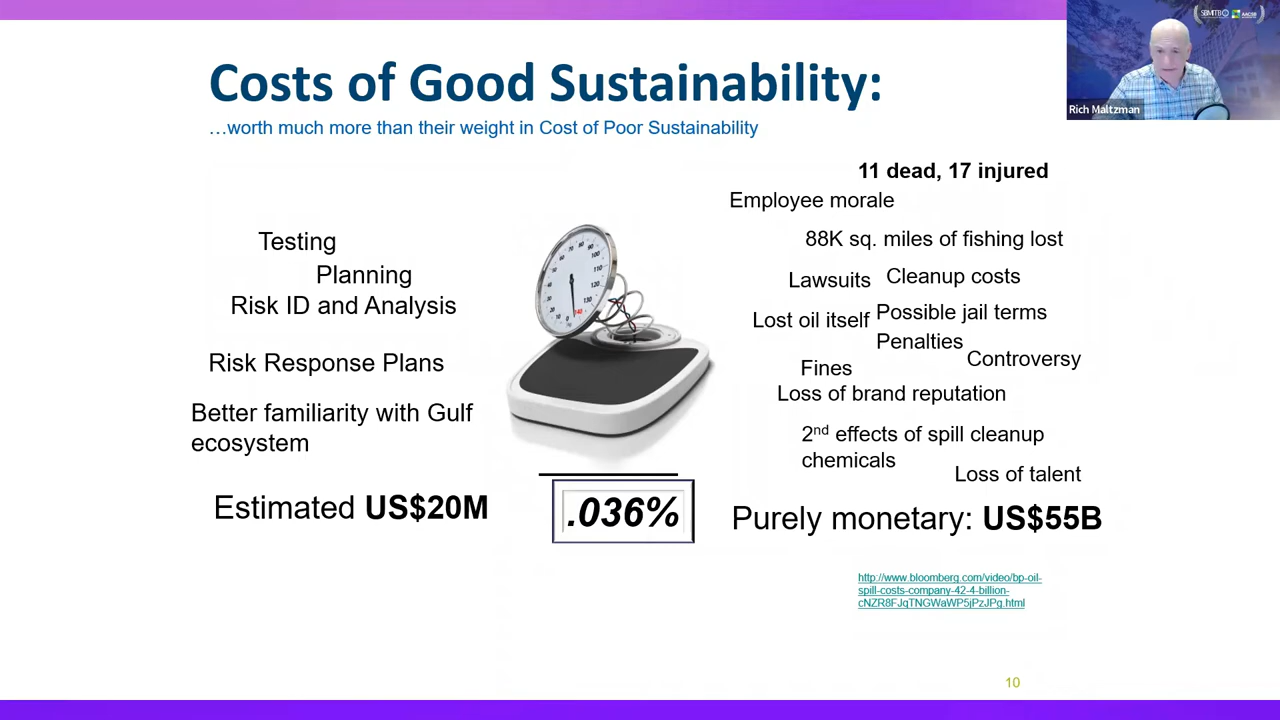 SBMITB AACSB
Rich Maltzman
Costs of Good Sustainability:
…worth much more than their weight in Cost of Poor Sustainability
Testing
Planning
Risk ID and Analysis
Risk Response Plans
Better familiarity with Gulf
ecosystem
Estimated US$20M
.036%
11 dead, 17 injured
Employee morale
88K sq. miles of fishing lost
Lawsuits
Cleanup costs
Lost oil itself
Possible jail terms
Penalties
Controversy
Fines
Loss of brand reputation
2nd effects of spill cleanup
chemicals
Loss of talent
Purely monetary: US$55B
http://www.bloomberg.com/video/bp-oil-
spill-costs-company-42-4-billion-
cNZR8FJqTNGWaWP5jPzJPg.html
10